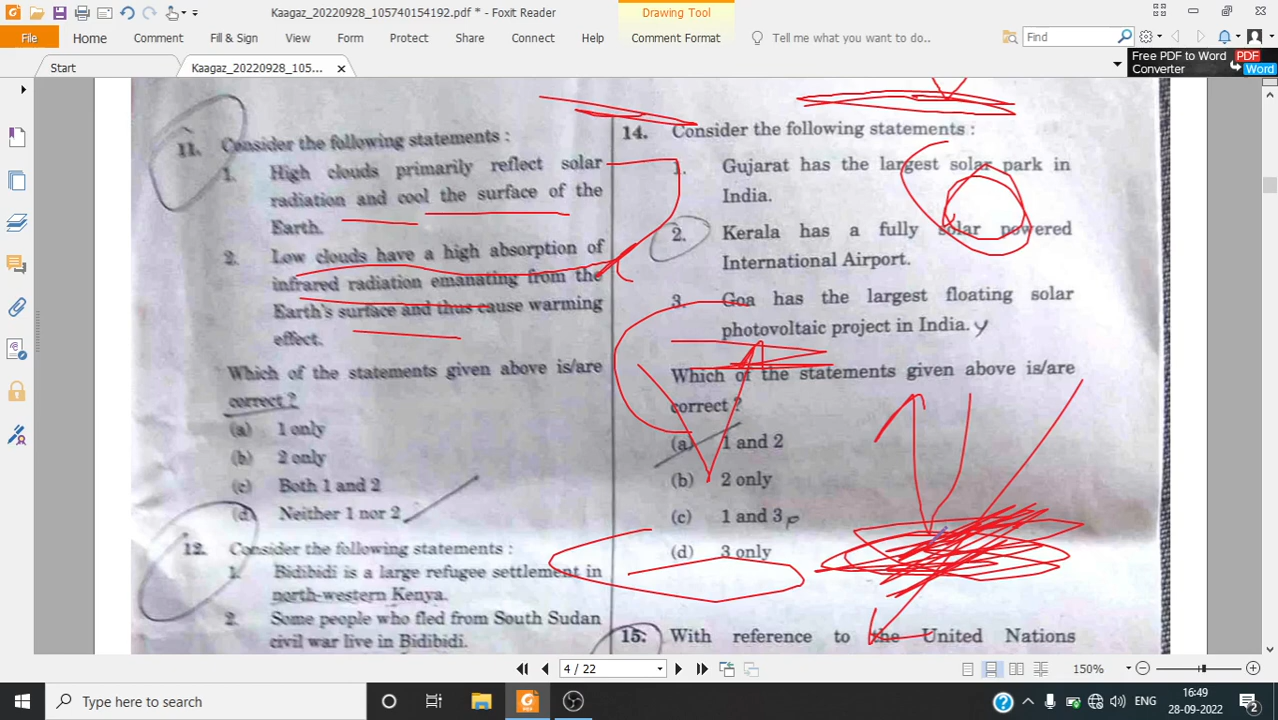 Kaagaz_20220928_105740154192.pdf * - Foxit Reader
Drawing Tool
File
Home
Comment
Fill & Sign
View
Form
Protect
Share
Connect
Help
Comment Format
Tell me what you want to do..
Find
Start
Kaagaz_20220928_105...
Free PDF to Word Converter
PDF
Word
11. Consider the following statements :
1. High clouds primarily reflect solar
radiation and cool the surface of the
Earth.
2. Low clouds have a high absorption of
infrared radiation emanating from the
Earth's surface and thus cause warming
effect.
Which of the statements given above is/are
correct ?
(a) 1 only
(b) 2 only
(c) Both 1 and 2
(d) Neither 1 nor 2
12. Consider the following statements :
1. Bidibidi is a large refugee settlement in
north-western Kenya.
2. Some people who fled from South Sudan
civil war live in Bidibidi.
14. Consider the following statements :
1. Gujarat has the largest solar park in
India.
2. Kerala has a fully solar powered
International Airport.
3. Goa has the largest floating solar
photovoltaic project in India.
Which of the statements given above is/are
correct ?
(a) 1 and 2
(b) 2 only
(c) 1 and 3
(d) 3 only
15. With reference to the United Nations
4 / 22
150%
Type here to search
ENG
16:49
28-09-2022
2